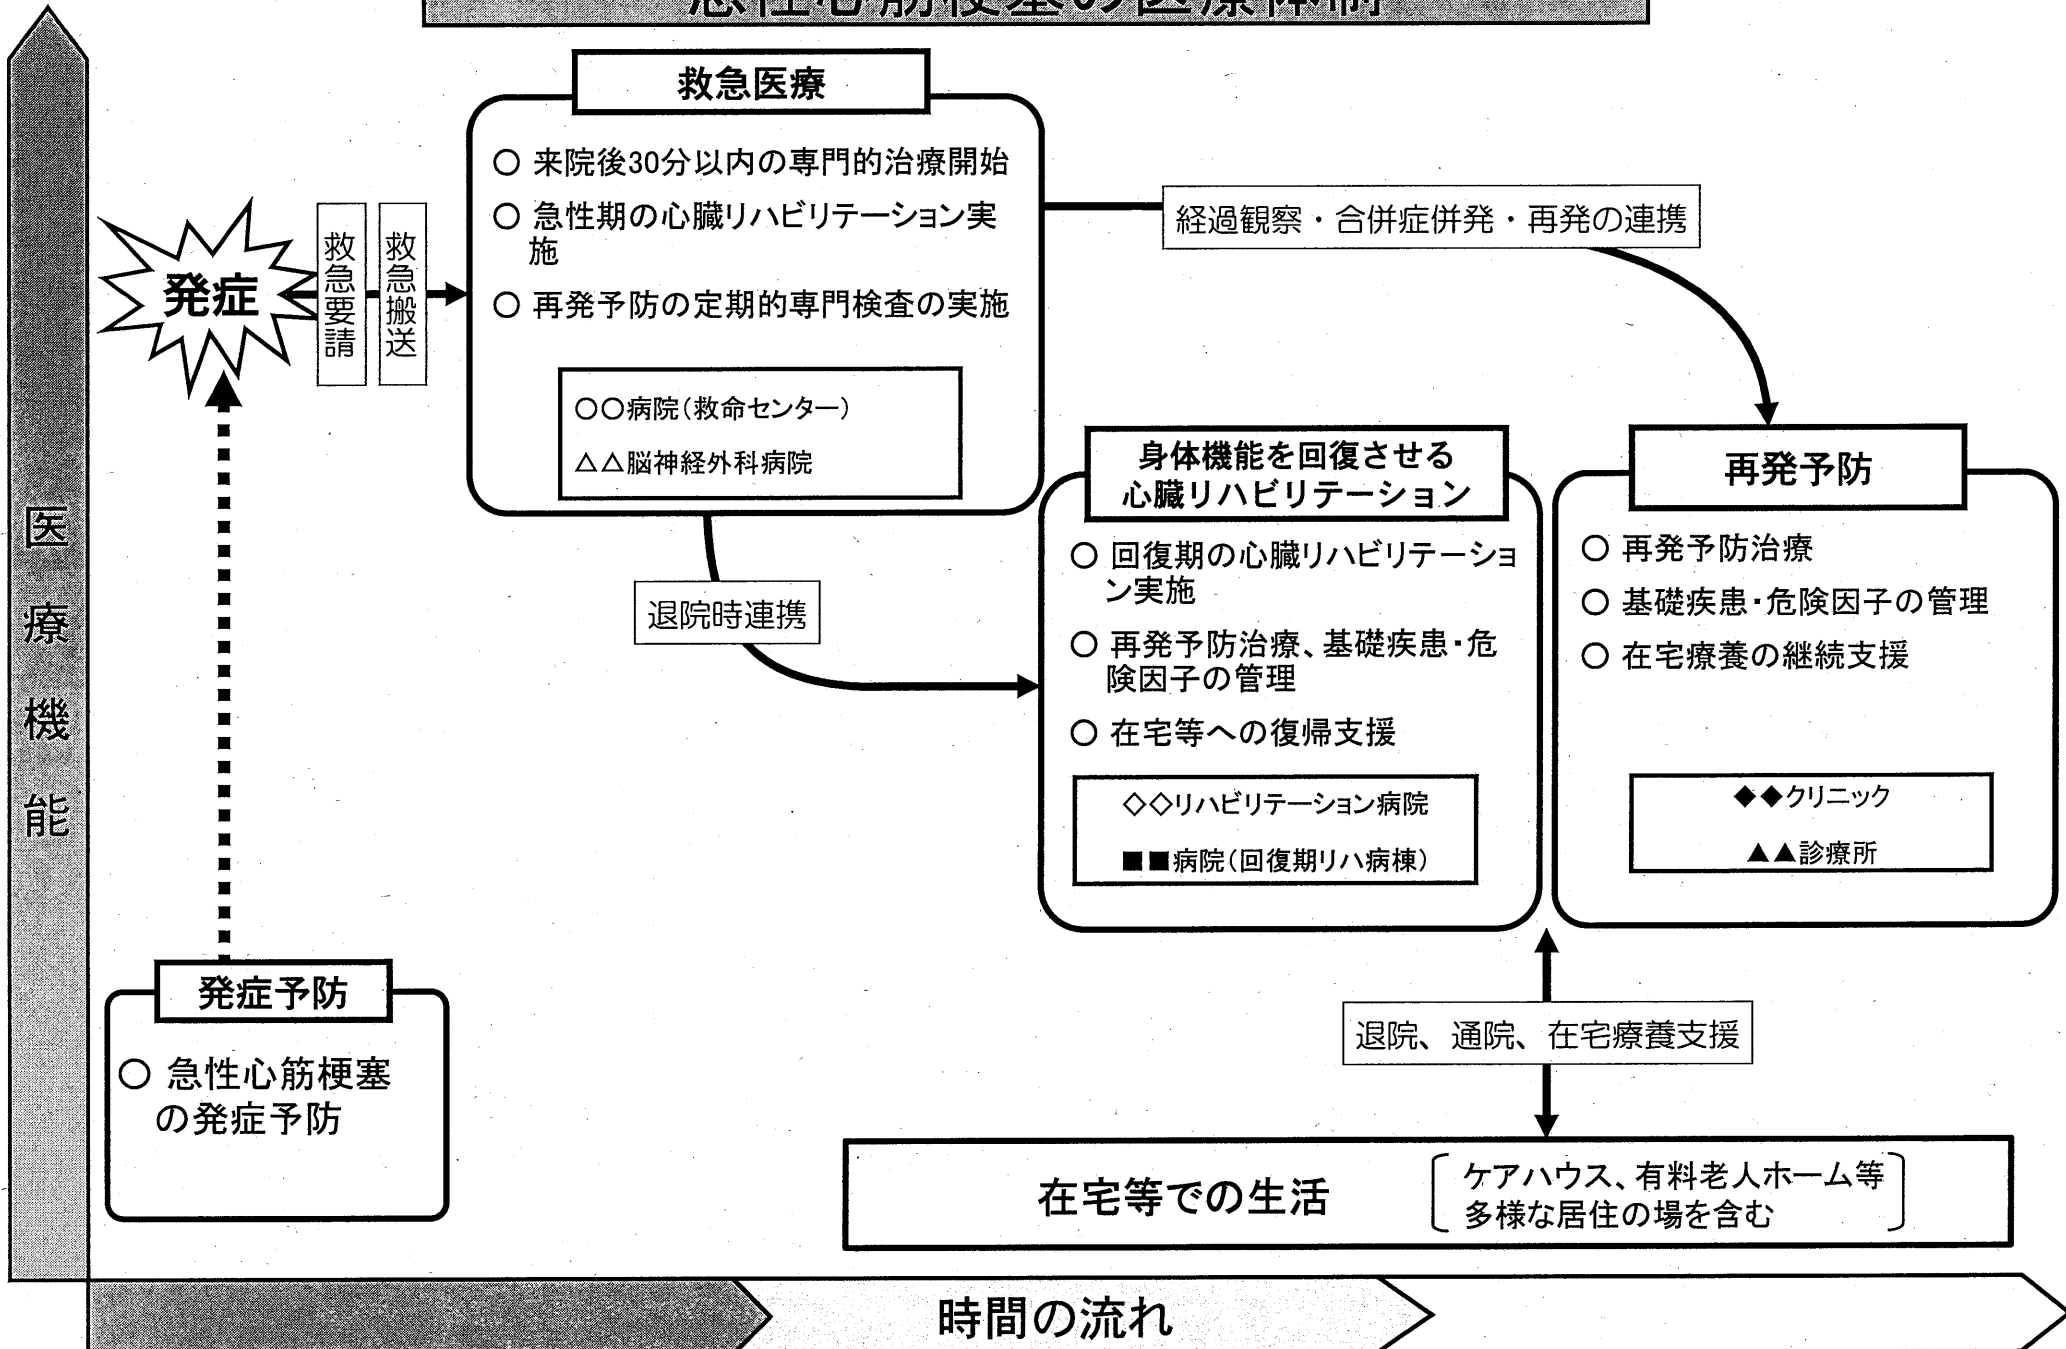 急性心筋梗塞の医療体制
医療機能
救急医療
○ 来院後30分以内の専門的治療開始
○ 急性期の心臓リハビリテーション実
施
○ 再発予防の定期的専門検査の実施
○○病院(救命センター)
△△脳神経外科病院
発症
救急要請
救急搬送
経過観察・合併症併発・再発の連携
退院時連携
身体機能を回復させる
心臓リハビリテーション
○ 回復期の心臓リハビリテーショ
ン実施
○ 再発予防治療、基礎疾患・危
険因子の管理
○ 在宅等への復帰支援
◇◇リハビリテーション病院
■■病院(回復期リハ病棟)
再発予防
○ 再発予防治療
○ 基礎疾患・危険因子の管理
○ 在宅療養の継続支援
◆◆クリニック
▲▲診療所
発症予防
○ 急性心筋梗塞
の発症予防
退院、通院、在宅療養支援
在宅等での生活
ケアハウス、有料老人ホーム等
多様な居住の場を含む
時間の流れ